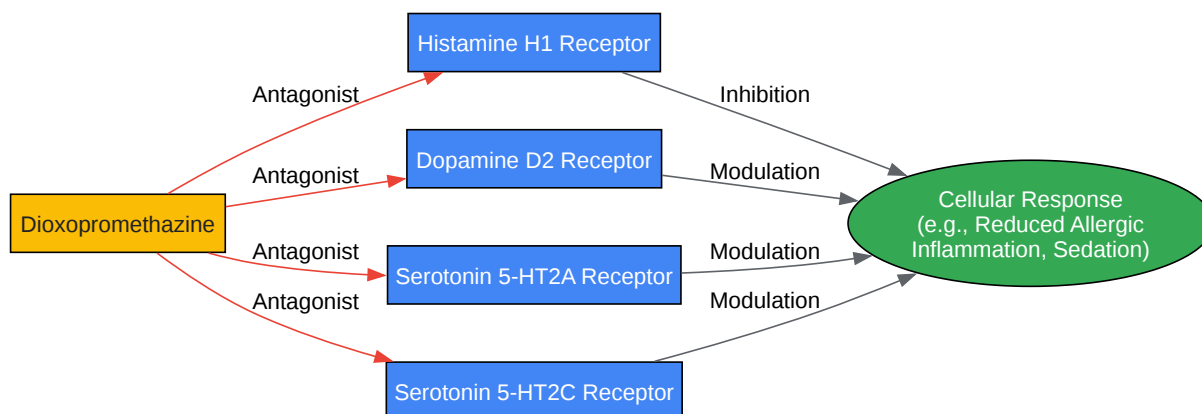 Histamine H1 Receptor
Antagonist
Inhibition
Dopamine D2 Receptor
Antagonist
Modulation
Dioxopromethazine
Cellular Response
(e.g., Reduced Allergic
Inflammation, Sedation)
Antagonist
Serotonin 5-HT2A Receptor
Modulation
Antagonist
Modulation
Serotonin 5-HT2C Receptor